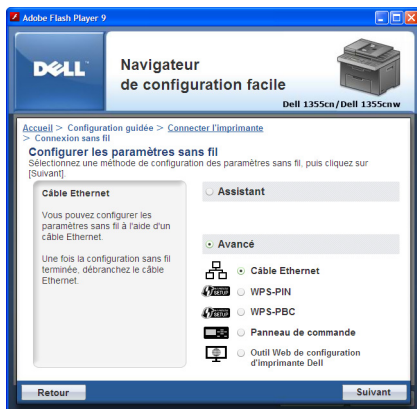 Adobe Flash Player 9
DELL
Navigateur
de configuration facile
Dell 1355cn/Dell 1355cnw
Accueil > Configuration guidée > Connecter l'imprimante
> Connexion sans fil
Configurer les paramètres sans fil
Sélectionnez une méthode de configuration des paramètres sans fil, puis cliquez sur
[Suivant].
Câble Ethernet
Vous pouvez configurer les
paramètres sans fil à l'aide d'un
câble Ethernet.
Une fois la configuration sans fil
terminée, débranchez le câble
Ethernet.
Assistant
Avancé
Câble Ethernet
WPS-PIN
WPS-PBC
Panneau de commande
Outil Web de configuration
d'imprimante Dell
Retour
Suivant